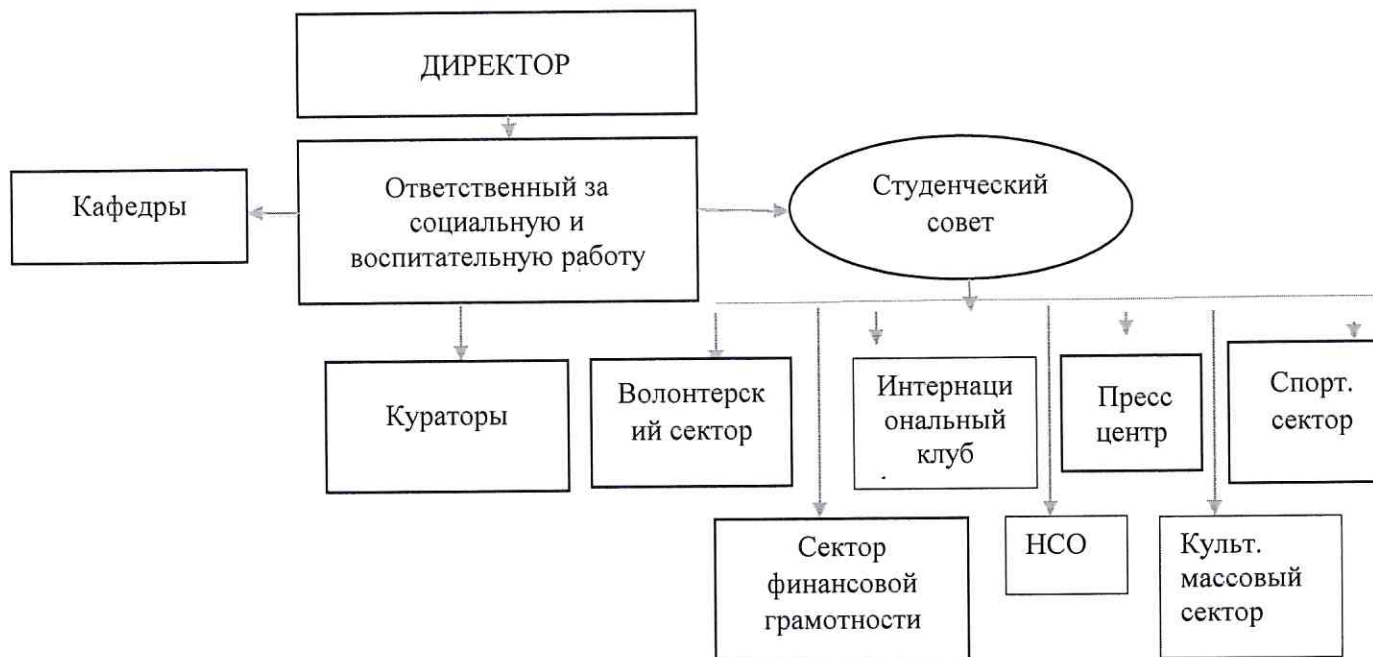 ДИРЕКТОР
Кафедры
Ответственный за
социальную и
воспитательную работу
Студенческий
совет
Кураторы
Волонтерск
ий сектор
Интернаци
ональный
клуб
Пресс
центр
Спорт.
сектор
Сектор
финансовой
грамотности
НСО
Культ.
массовый
сектор